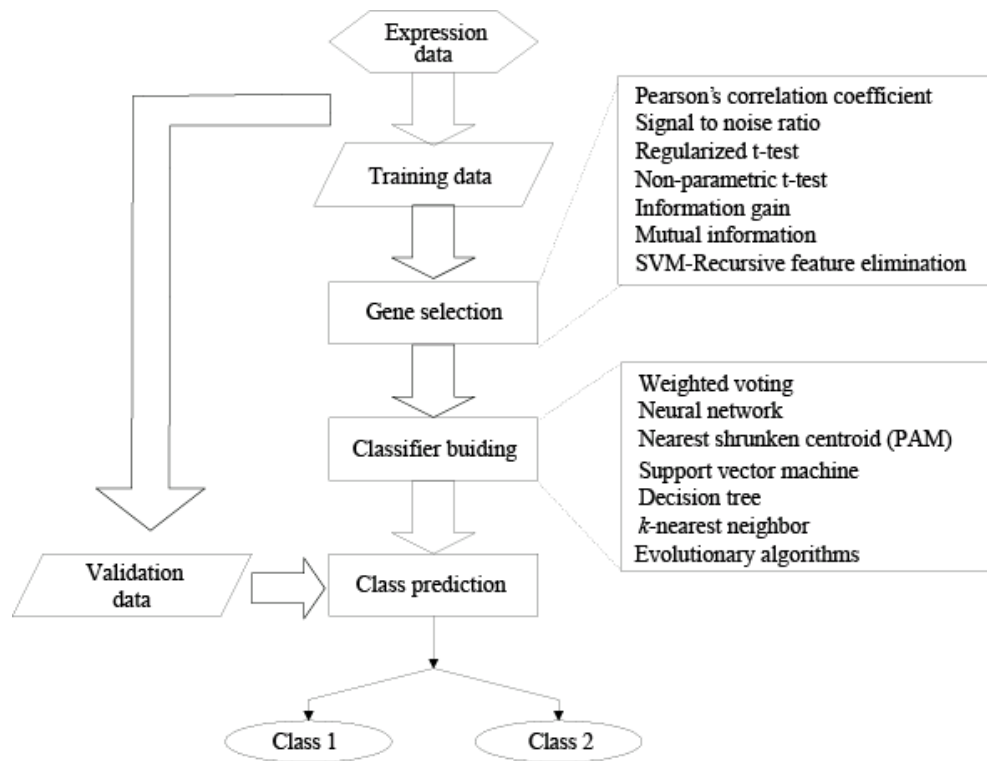 Expression
data
Training data
Gene selection
Classifier buiding
Class prediction
Validation
data
Class 1
Class 2
Pearson's correlation coefficient
Signal to noise ratio
Regularized t-test
Non-parametric t-test
Information gain
Mutual information
SVM-Recursive feature elimination
Weighted voting
Neural network
Nearest shrunken centroid (PAM)
Support vector machine
Decision tree
k-nearest neighbor
Evolutionary algorithms